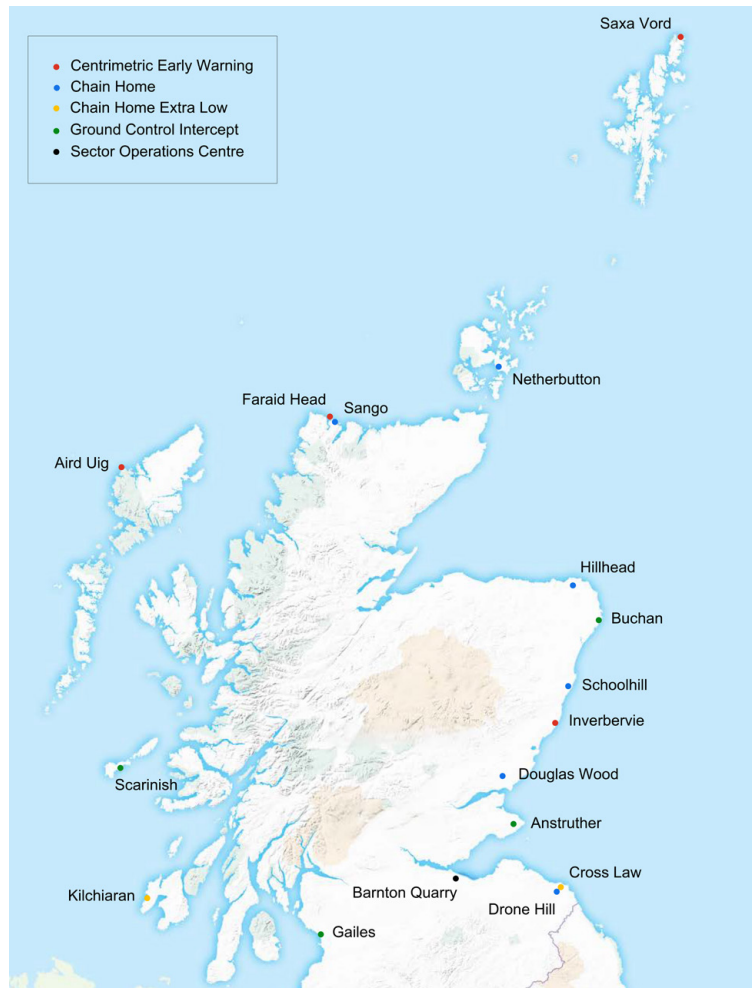 Saxa Vord
Centrimetric Early Warning
Chain Home
Chain Home Extra Low
Ground Control Intercept
Sector Operations Centre
Netherbutton
Faraid Head
Sango
Aird Uig
Hillhead
Buchan
Schoolhill
Inverbervie
Douglas Wood
Scarinish
Anstruther
Cross Law
Barnton Quarry
Kilchiaran
Drone Hill
Gailes